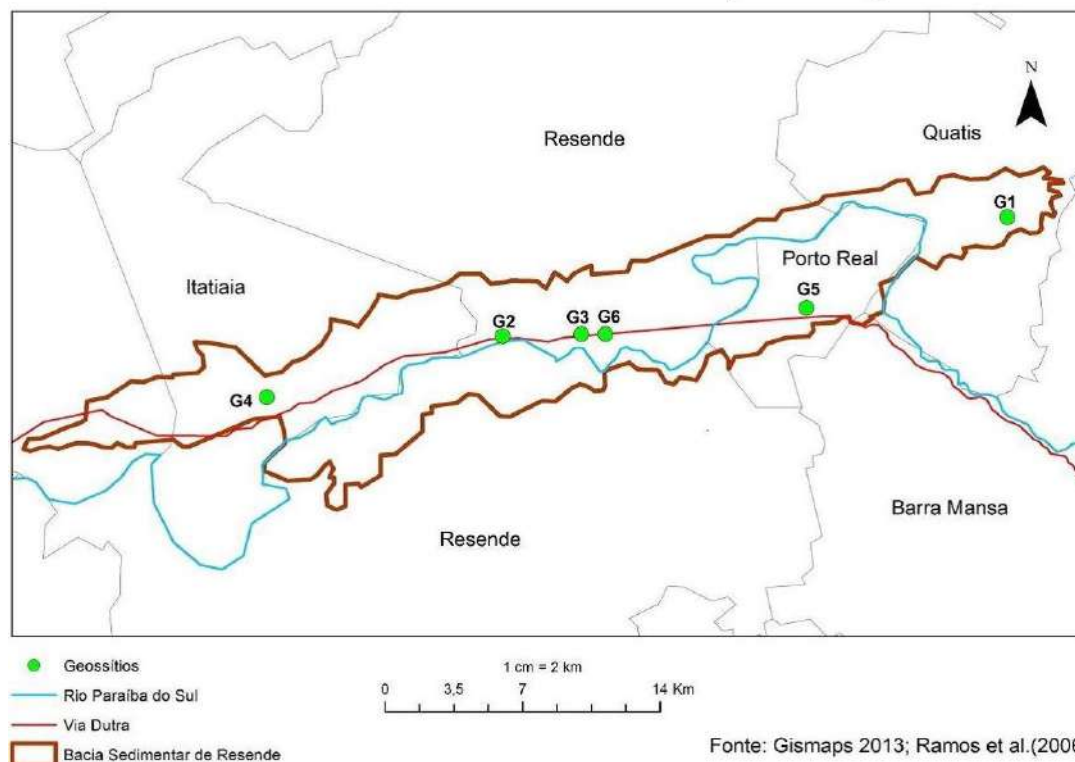 N
Resende
Quatis
G1
Porto Real
Itatiaia
G5
G2
G3
G6
G4
Barra Mansa
Resende
Geossítios
1 cm = 2 km
Rio Paraíba do Sul
0 3,5 7 14 Km
Via Dutra
Bacia Sedimentar de Resende
Fonte: Gismaps 2013; Ramos et al.(2006